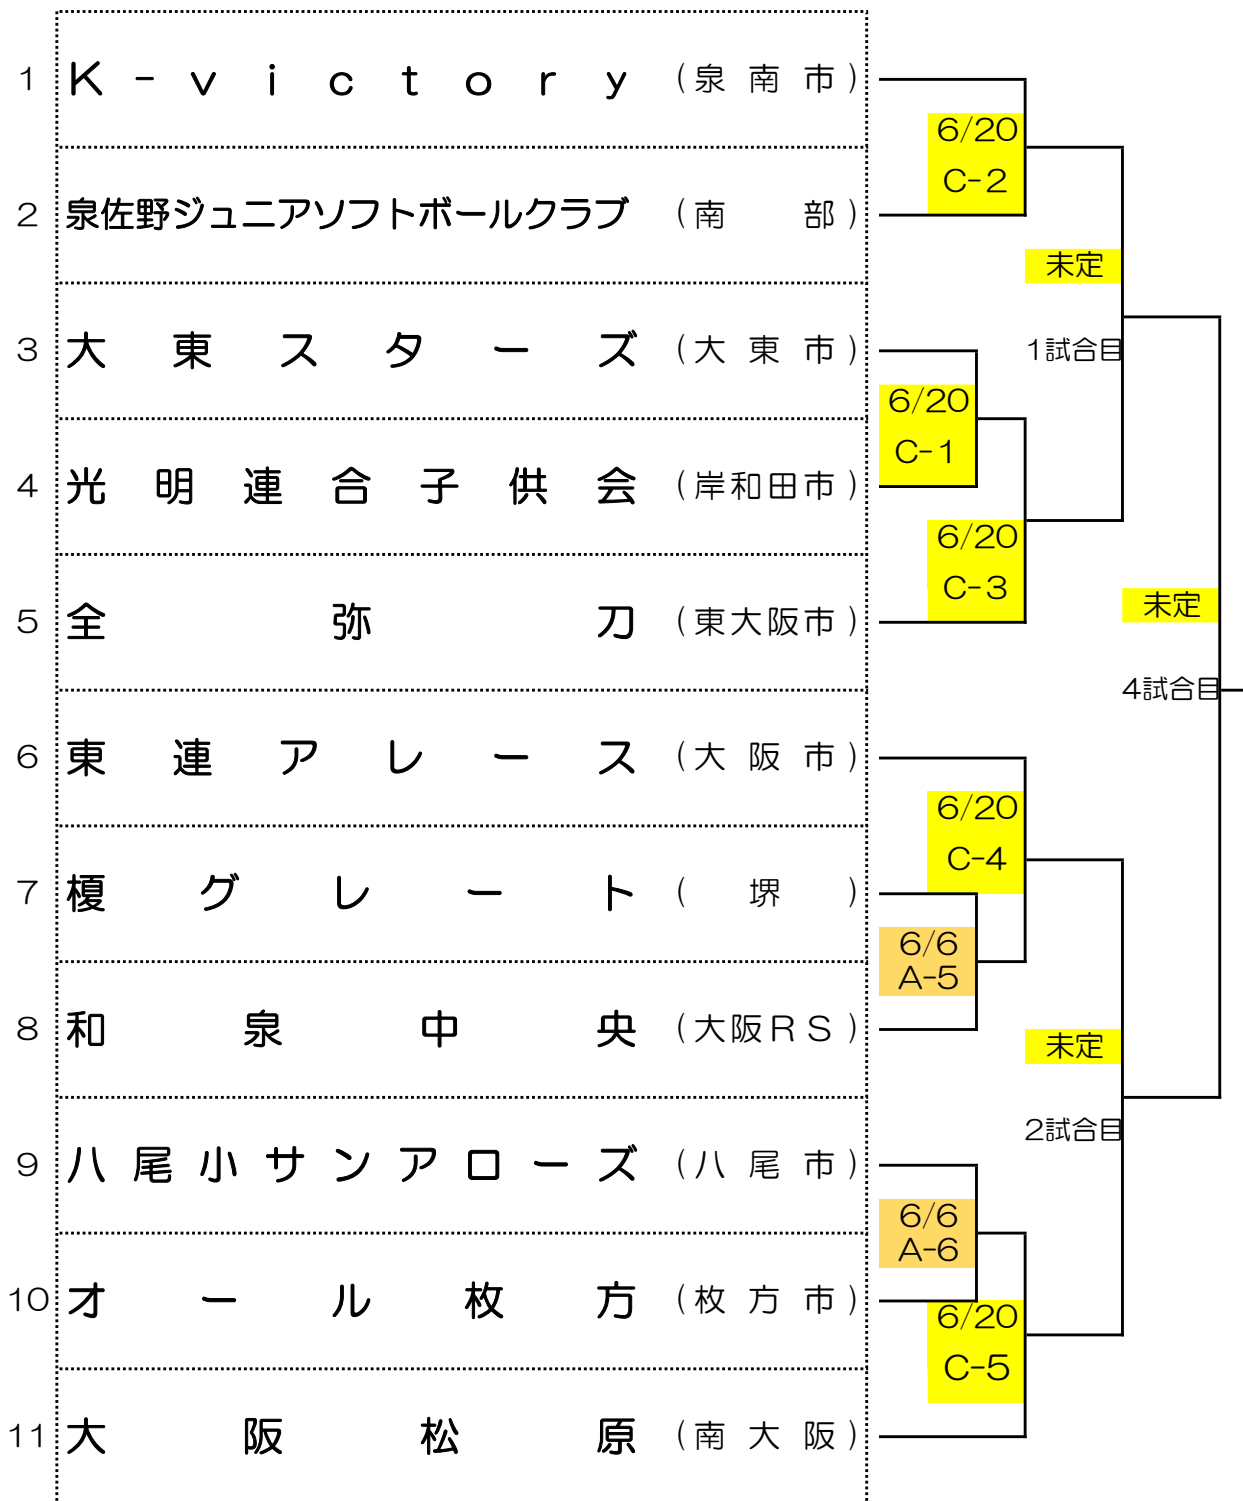 1 K-victory (泉南市)
6/20
C-2
2 泉佐野ジュニアソフトボールクラブ (南部)
未定
3 大東スターズ (大東市)
1試合目
6/20
C-1
4 光明連合子供会 (岸和田市)
6/20
C-3
5 全弥刀 (東大阪市)
未定
4試合目
6 東連アレース (大阪市)
6/20
C-4
7 榎グレート (堺)
6/6
A-5
8 和泉中央 (大阪RS)
未定
2試合目
9 八尾小サンアローズ (八尾市)
6/6
A-6
10 オール枚方 (枚方市)
6/20
C-5
11 大阪松原 (南大阪)